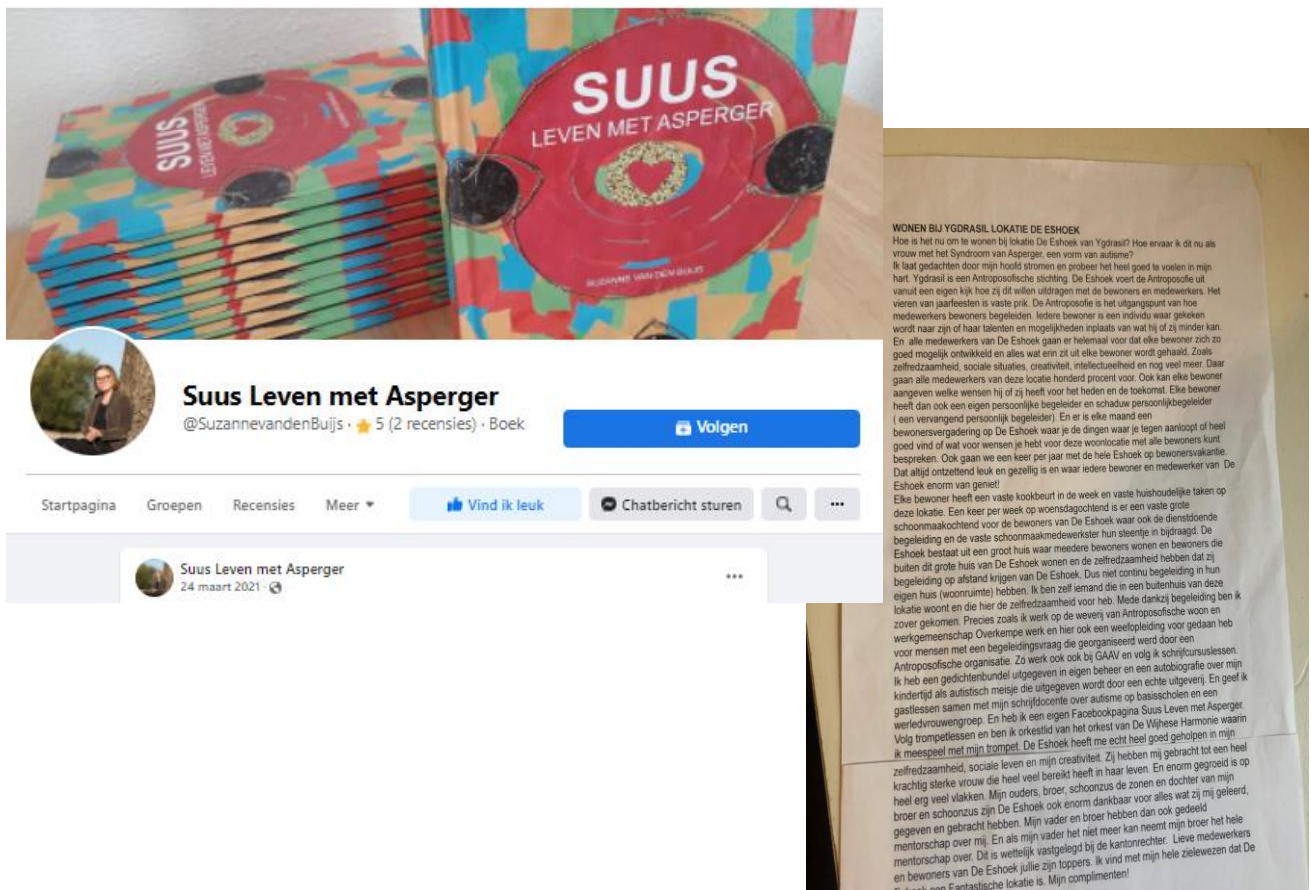 SUUS
LEVEN MET ASPERGER
SUUS
LEVEN MET ASPERGER
SUZANNE VAN DEN BUIJS
Suus Leven met Asperger
@SuzannevandenBuijs · 5 (2 recensies) · Boek
Volgen
Startpagina Groepen Recensies Meer Vind ik leuk Chatbericht sturen
Suus Leven met Asperger
24 maart 2021
WONEN BIJ YGDRASIL LOKATIE DE ESHOEK
Hoe is het nu om te wonen bij lokatie De Eshoek van Ygdrasil? Hoe ervaar ik dit nu als
vrouw met het Syndroom van Asperger, een vorm van autisme?
Ik laat gedachten door mijn hoofd stromen en probeer het heel goed te voelen in mijn
hart. Ygdrasil is een Antroposofische stichting. De Eshoek voert de Antroposofie uit
vanuit een eigen kijk hoe zij dit willen uitdragen met de bewoners en medewerkers. Het
vieren van jaarfeesten is vaste prik. De Antroposofie is het uitgangspunt van hoe
medewerkers bewoners begeleiden. Iedere bewoner is een individu waar gekeken
wordt naar zijn of haar talenten en mogelijkheden inplaats van wat hij of zij minder kan.
En alle medewerkers van De Eshoek gaan er helemaal voor dat elke bewoner zich zo
goed mogelijk ontwikkeld en alles wat erin zit uit elke bewoner wordt gehaald. Zoals
zelfredzaamheid, sociale situaties, creativiteit, intellectueelheid en nog veel meer. Daar
gaan alle medewerkers van deze locatie honderd procent voor. Ook kan elke bewoner
aangeven welke wensen hij of zij heeft voor het heden en de toekomst. Elke bewoner
heeft dan ook een eigen persoonlijke begeleider en schaduw persoonlijkbegeleider
( een vervangend persoonlijk begeleider). En er is elke maand een
bewonersvergadering op De Eshoek waar je de dingen waar je tegen aanloopt of heel
goed vind of wat voor wensen je hebt voor deze woonlocatie met alle bewoners kunt
bespreken. Ook gaan we een keer per jaar met de hele Eshoek op bewonersvakantie.
Dat altijd ontzettend leuk en gezellig is en waar iedere bewoner en medewerker van De
Eshoek enorm van geniet!
Elke bewoner heeft een vaste kookbeurt in de week en vaste huishoudelijke taken op
deze lokatie. Een keer per week op woensdagochtend is er een vaste grote
schoonmaakochtend voor de bewoners van De Eshoek waar ook de dienstdoende
begeleiding en de vaste schoonmaakmedewerkster hun steentje in bijdraagd. De
Eshoek bestaat uit een groot huis waar meedere bewoners wonen en bewoners die
buiten dit grote huis van De Eshoek wonen en de zelfredzaamheid hebben dat zij
begeleiding op afstand krijgen van De Eshoek. Dus niet continu begeleiding in hun
eigen huis (woonruimte) hebben. Ik ben zelf iemand die in een buitenhuis van deze
lokatie woont en die hier de zelfredzaamheid voor heb. Mede dankzij begeleiding ben ik
zover gekomen. Precies zoals ik werk op de weverij van Antroposofische woon en
werkgemeenschap Overkempe werk en hier ook een weefopleiding voor gedaan heb
voor mensen met een begeleidingsvraag die georganiseerd werd door een
Antroposofische organisatie. Zo werk ook ook bij GAAV en volg ik schrijfcursuslessen.
Ik heb een gedichtenbundel uitgegeven in eigen beheer en een autobiografie over mijn
kindertijd als autistisch meisje die uitgegeven wordt door een echte uitgeverij. En geef ik
gastlessen samen met mijn schrijfdocente over autisme op basisscholen en een
werledvrouwengroep. En heb ik een eigen Facebookpagina Suus Leven met Asperger.
Volg trompetlessen en ben ik orkestlid van het orkest van De Wijhese Harmonie waarin
ik meespeel met mijn trompet. De Eshoek heeft me echt heel goed geholpen in mijn
zelfredzaamheid, sociale leven en mijn creativiteit. Zij hebben mij gebracht tot een heel
krachtig sterke vrouw die heel veel bereikt heeft in haar leven. En enorm gegroeid is op
heel erg veel vlakken. Mijn ouders, broer, schoonzus de zonen en dochter van mijn
broer en schoonzus zijn De Eshoek ook enorm dankbaar voor alles wat zij mij geleerd,
gegeven en gebracht hebben. Mijn vader en broer hebben dan ook gedeeld
mentorschap over mij. En als mijn vader het niet meer kan neemt mijn broer het hele
mentorschap over. Dit is wettelijk vastgelegd bij de kantonrechter. Lieve medewerkers
en bewoners van De Eshoek jullie zijn toppers. Ik vind met mijn hele zielewezen dat De
Eshoek een Fantastische lokatie is. Mijn complimenten!